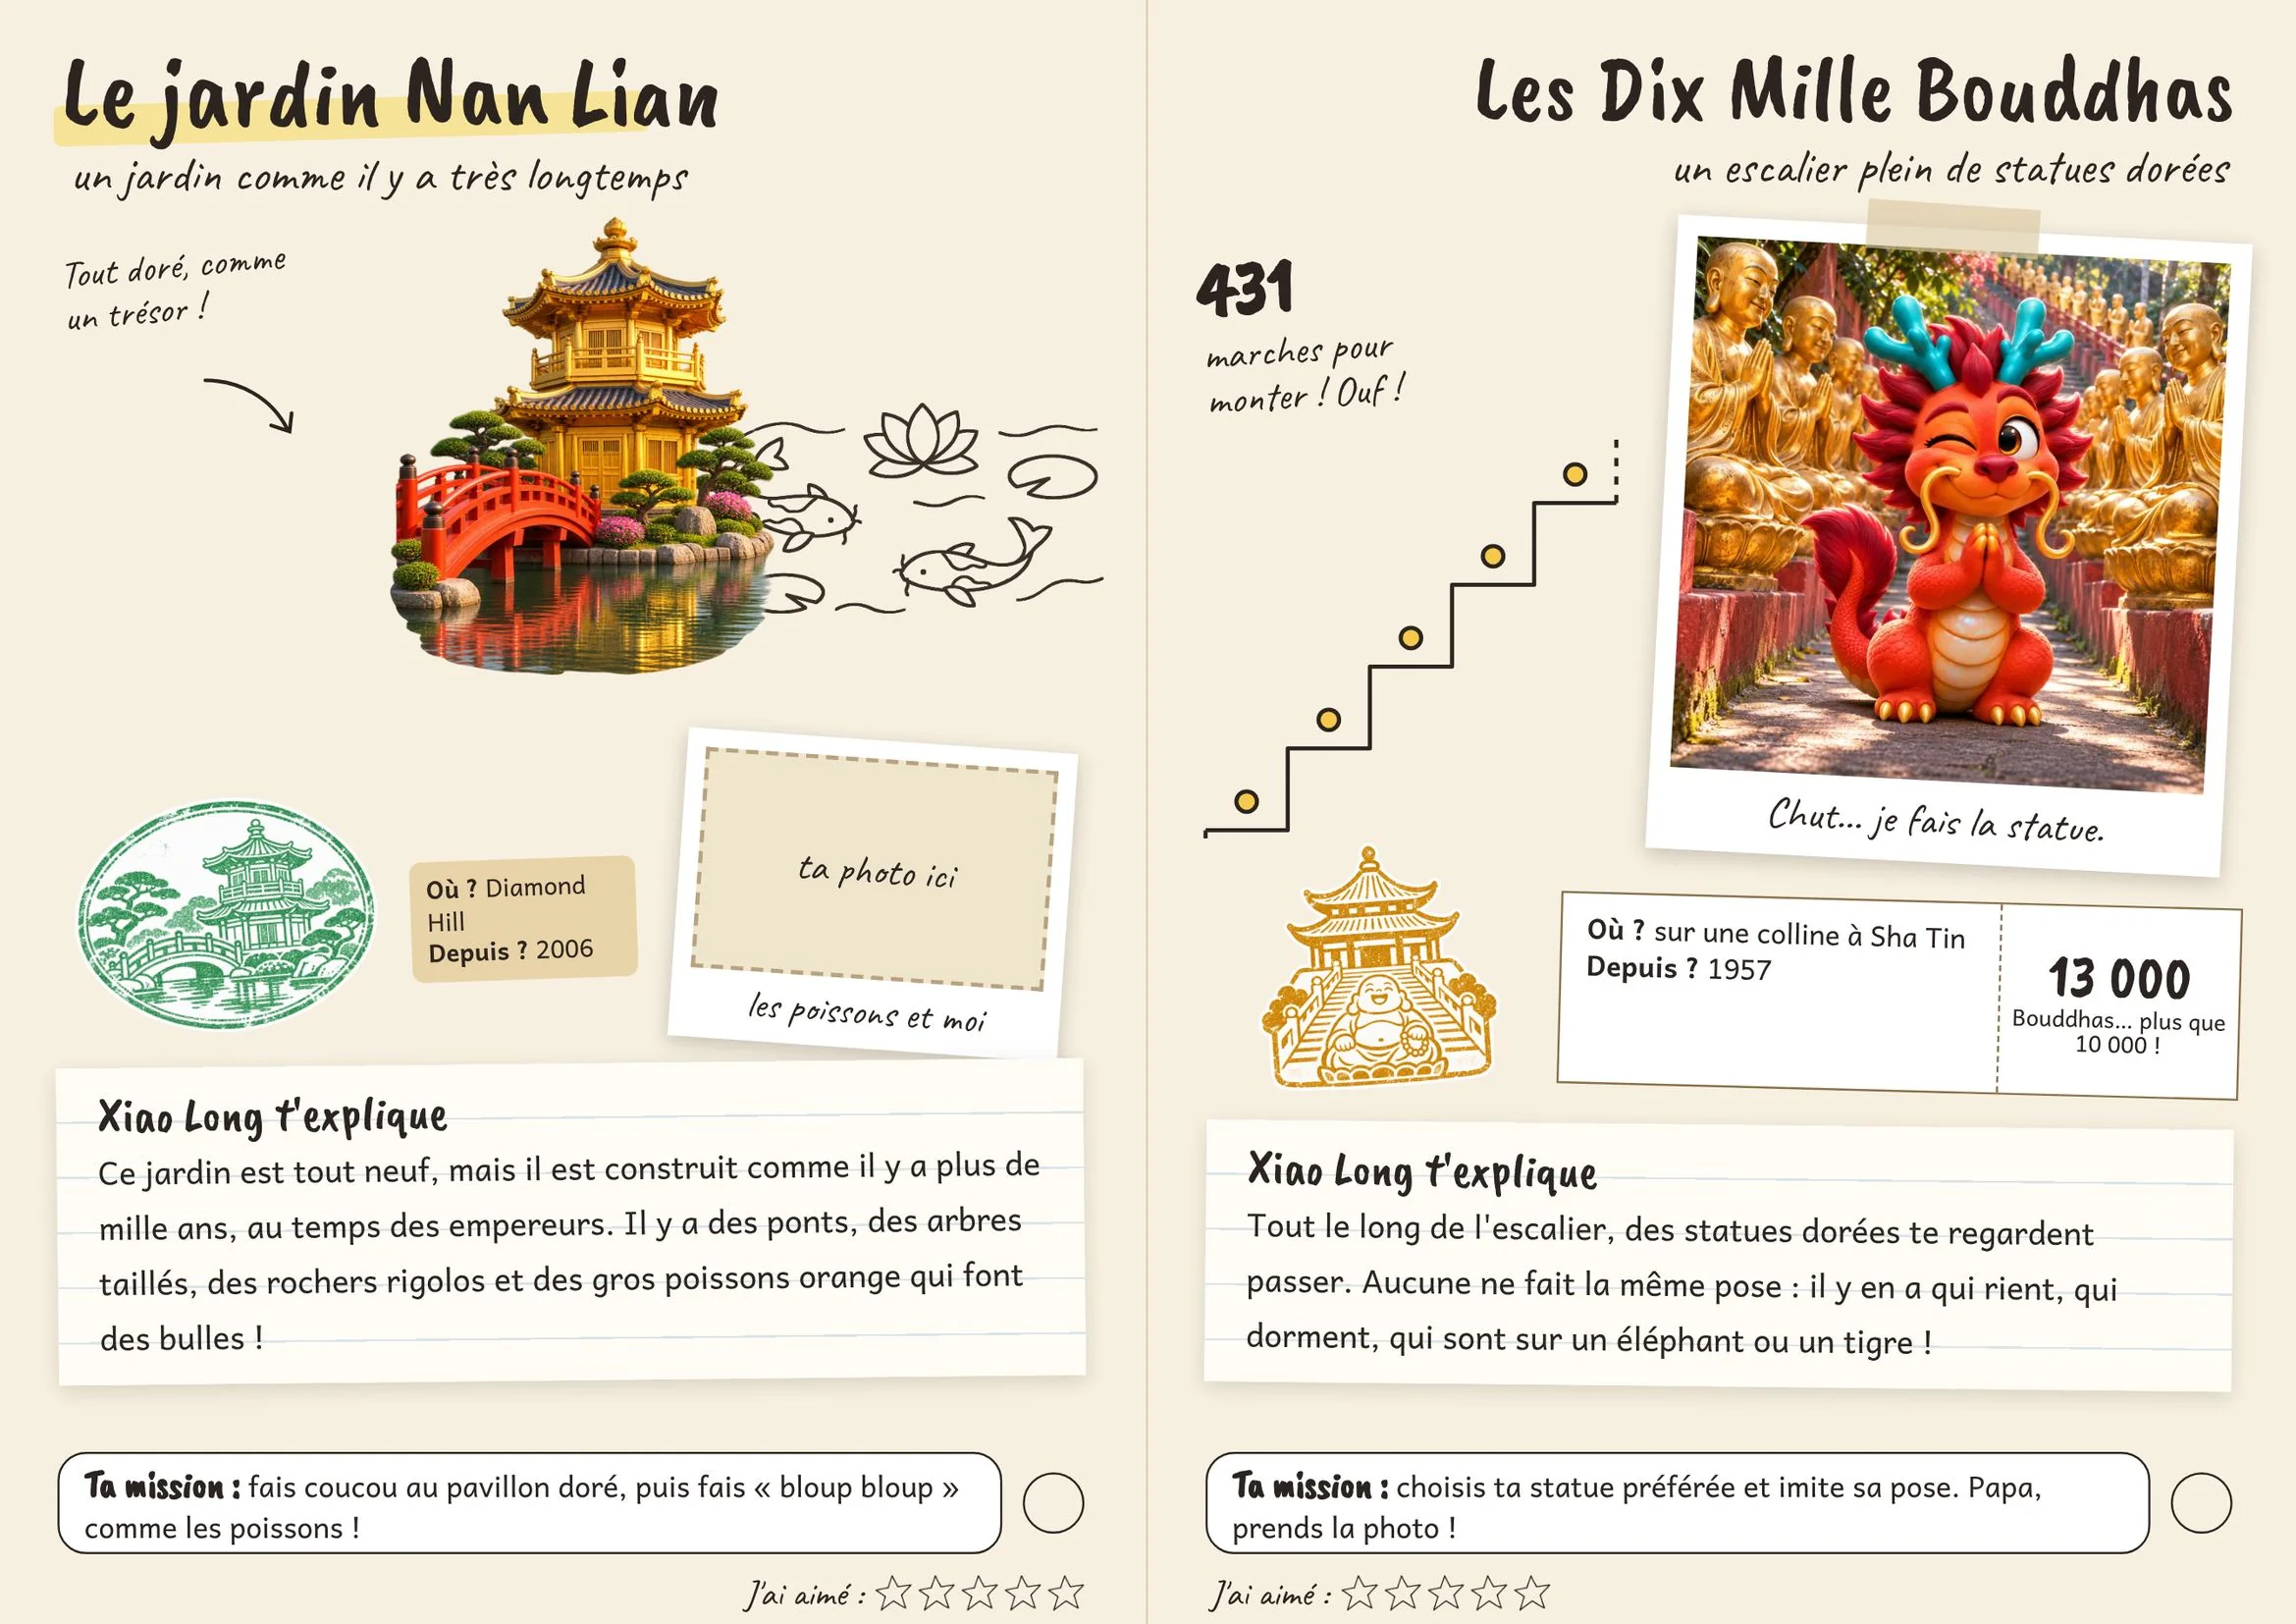 Le jardin Nan Lian
un jardin comme il y a très longtemps
Tout doré, comme
un trésor !
Où ? Diamond
Hill
Depuis ? 2006
ta photo ici
les poissons et moi
Xiao Long t'explique
Ce jardin est tout neuf, mais il est construit comme il y a plus de
mille ans, au temps des empereurs. Il y a des ponts, des arbres
taillés, des rochers rigolos et des gros poissons orange qui font
des bulles !
Ta mission : fais coucou au pavillon doré, puis fais « bloup bloup »
comme les poissons !
J'ai aimé :
Les Dix Mille Bouddhas
un escalier plein de statues dorées
431
marches pour
monter ! Ouf !
Chut... je fais la statue.
Où ? sur une colline à Sha Tin
Depuis ? 1957
13 000
Bouddhas... plus que
10 000 !
Xiao Long t'explique
Tout le long de l'escalier, des statues dorées te regardent
passer. Aucune ne fait la même pose : il y en a qui rient, qui
dorment, qui sont sur un éléphant ou un tigre !
Ta mission : choisis ta statue préférée et imite sa pose. Papa,
prends la photo !
J'ai aimé :